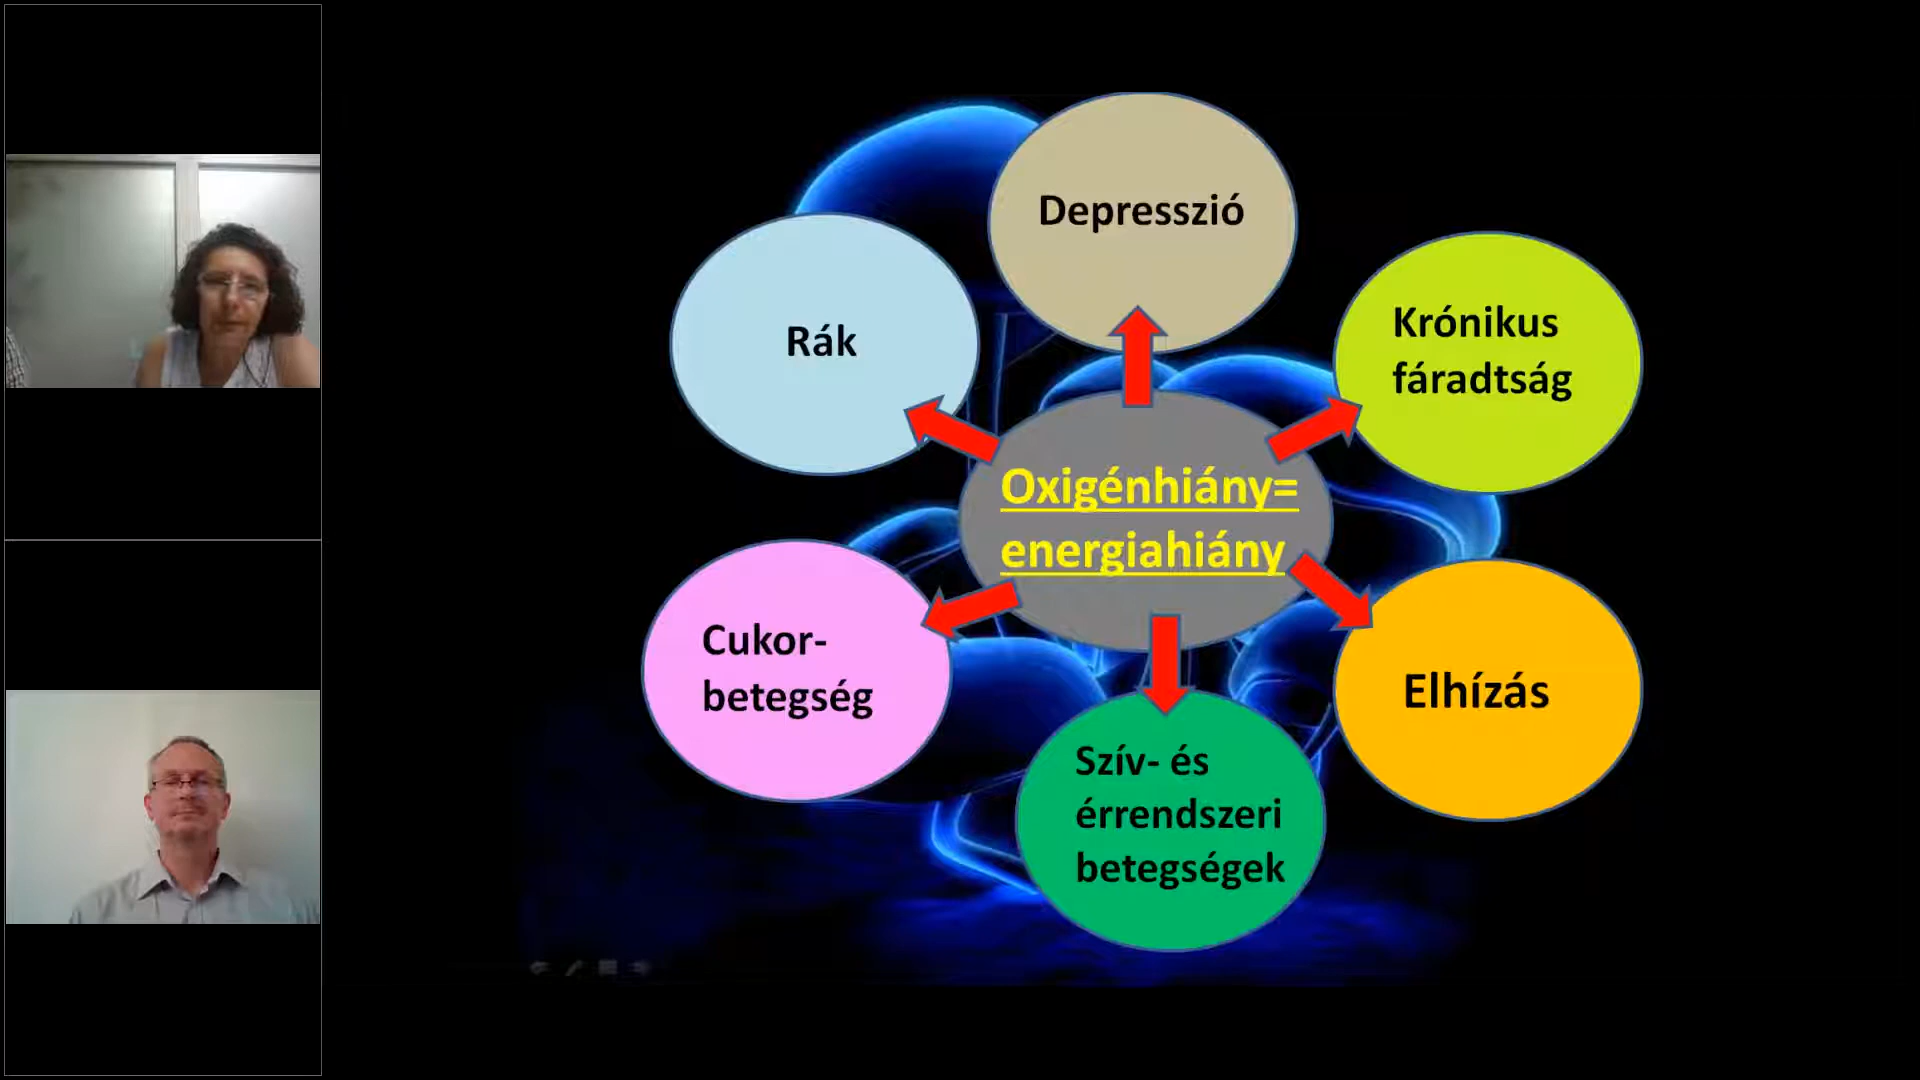 Depresszió
Rák
Krónikus
fáradtság
Oxigénhiány=
energiahiány
Cukor-
betegség
Elhízás
Szív- és
érrendszeri
betegségek